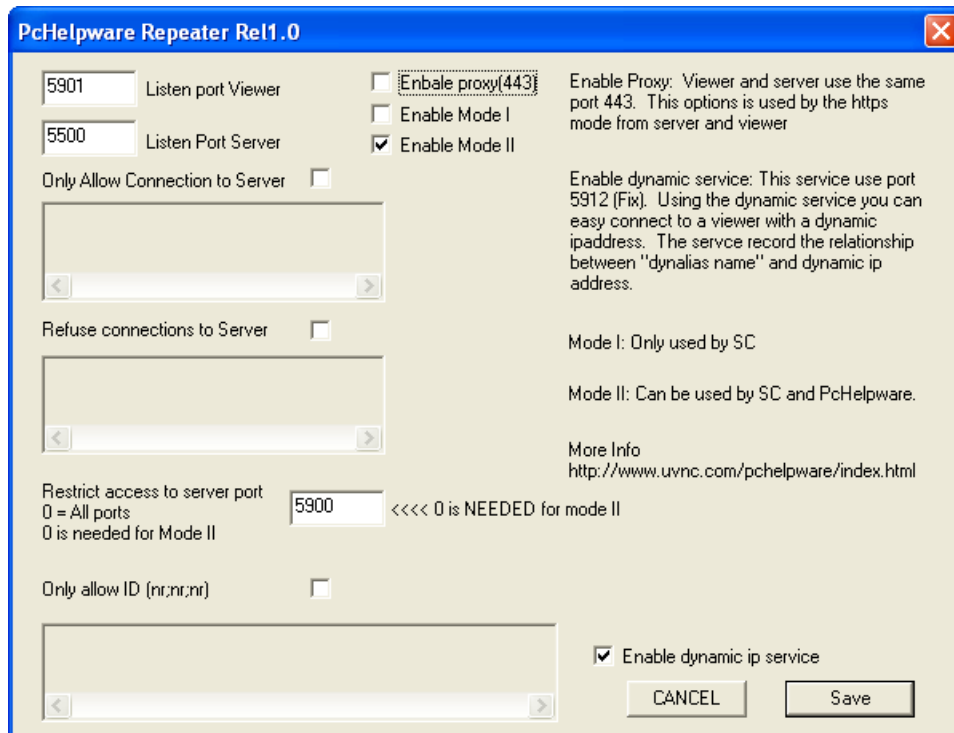 PcHelpware Repeater Rel1.0
5901 Listen port Viewer
5500 Listen Port Server
Enbale proxy(443)
Enable Mode I
Enable Mode II
Only Allow Connection to Server
Refuse connections to Server
Restrict access to server port
0 = All ports
0 is needed for Mode II
5900 <<<< 0 is NEEDED for mode II
Only allow ID (nr;nr;nr)
Enable Proxy: Viewer and server use the same
port 443. This options is used by the https
mode from server and viewer
Enable dynamic service: This service use port
5912 (Fix). Using the dynamic service you can
easy connect to a viewer with a dynamic
ipaddress. The servce record the relationship
between "dynalias name" and dynamic ip
address.
Mode I: Only used by SC
Mode II: Can be used by SC and PcHelpware.
More Info
http://www.uvnc.com/pchelpware/index.html
Enable dynamic ip service
CANCEL
Save